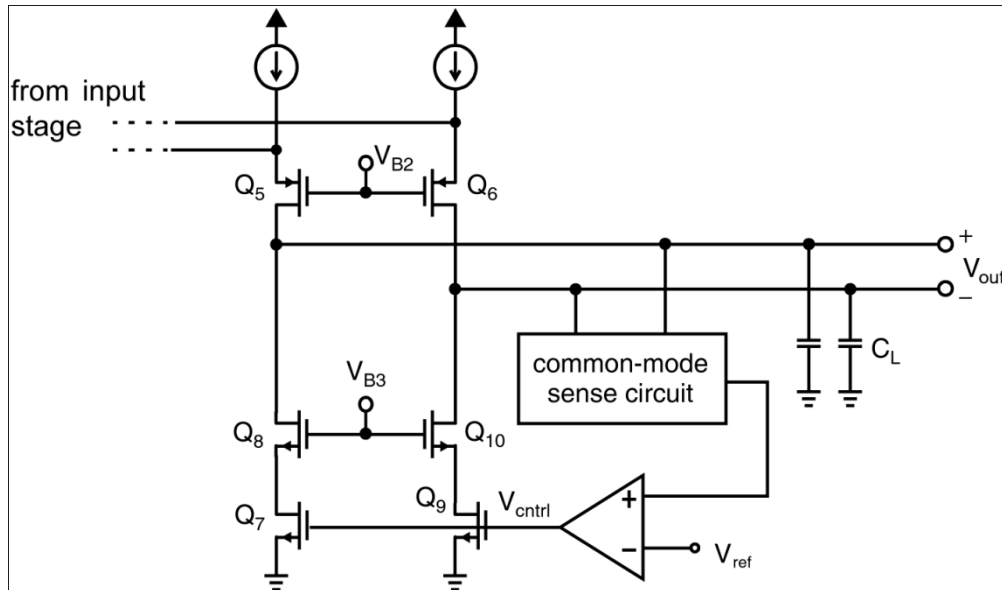 from input
stage
V_B2
Q_5
Q_6
+
V_out
−
common-mode
sense circuit
C_L
V_B3
Q_8
Q_10
Q_9
V_cntrl
+
Q_7
−
V_ref